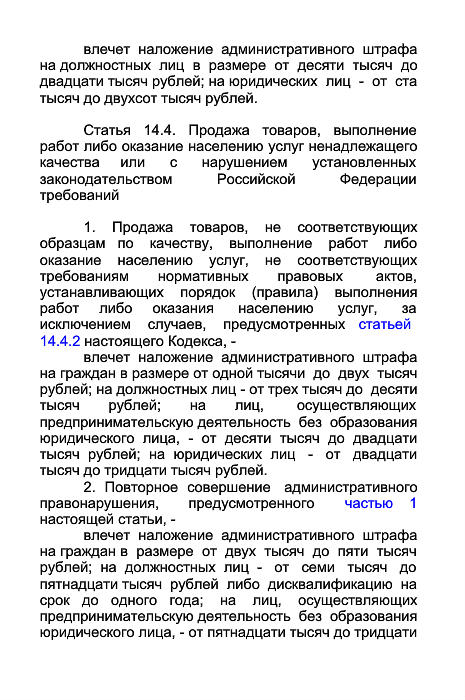 влечет наложение административного штрафа
на должностных лиц в размере от десяти тысяч до
двадцати тысяч рублей; на юридических лиц - от ста
тысяч до двухсот тысяч рублей.
Статья 14.4. Продажа товаров, выполнение
работ либо оказание населению услуг ненадлежащего
качества или с нарушением установленных
законодательством Российской Федерации
требований
1. Продажа товаров, не соответствующих
образцам по качеству, выполнение работ либо
оказание населению услуг, не соответствующих
требованиям нормативных правовых актов,
устанавливающих порядок (правила) выполнения
работ либо оказания населению услуг, за
исключением случаев, предусмотренных статьей
14.4.2 настоящего Кодекса, -
влечет наложение административного штрафа
на граждан в размере от одной тысячи до двух тысяч
рублей; на должностных лиц - от трех тысяч до десяти
тысяч рублей; на лиц, осуществляющих
предпринимательскую деятельность без образования
юридического лица, - от десяти тысяч до двадцати
тысяч рублей; на юридических лиц - от двадцати
тысяч до тридцати тысяч рублей.
2. Повторное совершение административного
правонарушения, предусмотренного частью 1
настоящей статьи, -
влечет наложение административного штрафа
на граждан в размере от двух тысяч до пяти тысяч
рублей; на должностных лиц - от семи тысяч до
пятнадцати тысяч рублей либо дисквалификацию на
срок до одного года; на лиц, осуществляющих
предпринимательскую деятельность без образования
юридического лица, - от пятнадцати тысяч до тридцати